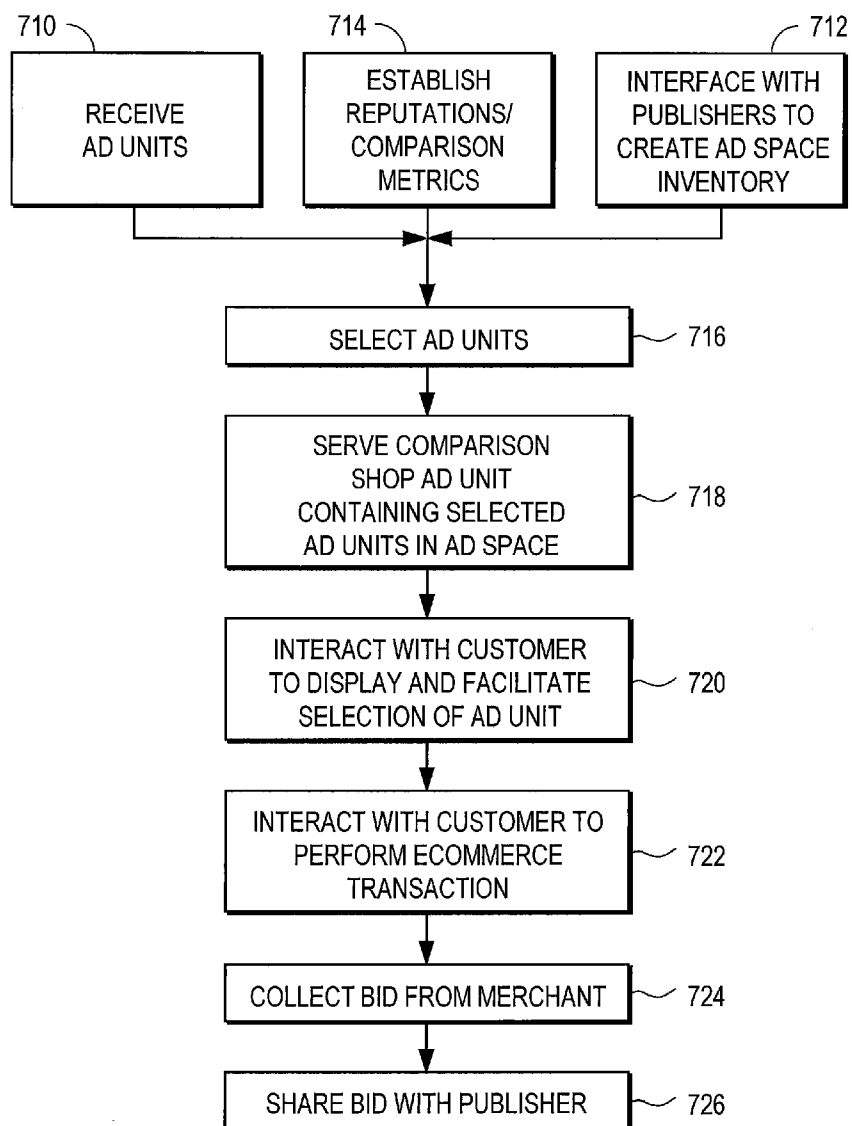 710
714
712
RECEIVE
AD UNITS
ESTABLISH
REPUTATIONS/
COMPARISON
METRICS
INTERFACE WITH
PUBLISHERS TO
CREATE AD SPACE
INVENTORY
SELECT AD UNITS
716
SERVE COMPARISON
SHOP AD UNIT
CONTAINING SELECTED
AD UNITS IN AD SPACE
718
INTERACT WITH CUSTOMER
TO DISPLAY AND FACILITATE
SELECTION OF AD UNIT
720
INTERACT WITH CUSTOMER TO
PERFORM ECOMMERCE
TRANSACTION
722
COLLECT BID FROM MERCHANT
724
SHARE BID WITH PUBLISHER
726